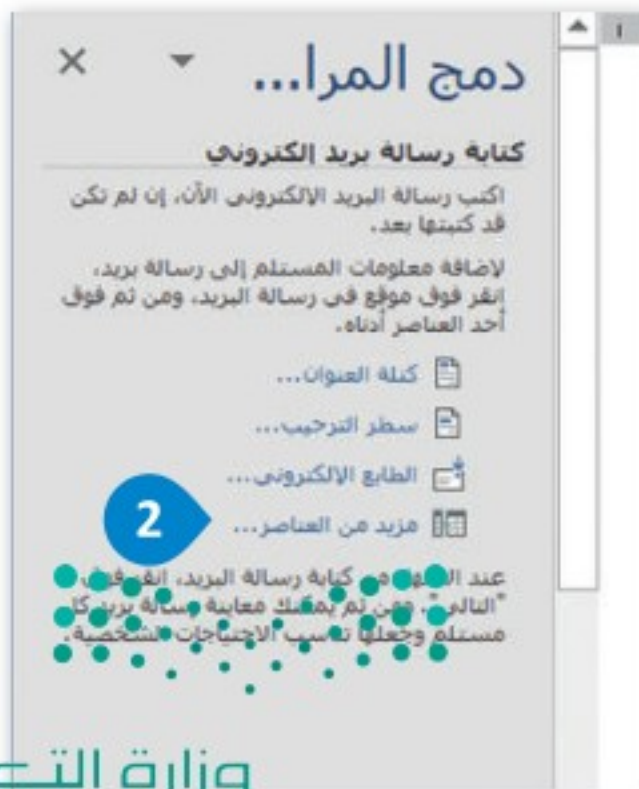 دمج المرا...
كتابة رسالة بريد إلكتروني
اكتب رسالة البريد الإلكتروني الآن، إن لم تكن
قد كتبتها بعد.
لإضافة معلومات المستلم إلى رسالة بريد،
انقر فوق موقع في رسالة البريد، ومن ثم فوق
أحد العناصر أدناه.
كتلة العنوان...
سطر الترحيب...
الطابع الإلكتروني...
مزيد من العناصر...
2
عند من كتابة رسالة البريد، انقر فوق
"التالي". ومن ثم يمكنك معاينة رسالة بريد
مستلم وجعلها تناسب الاحتياجات الشخصية.
وزارة